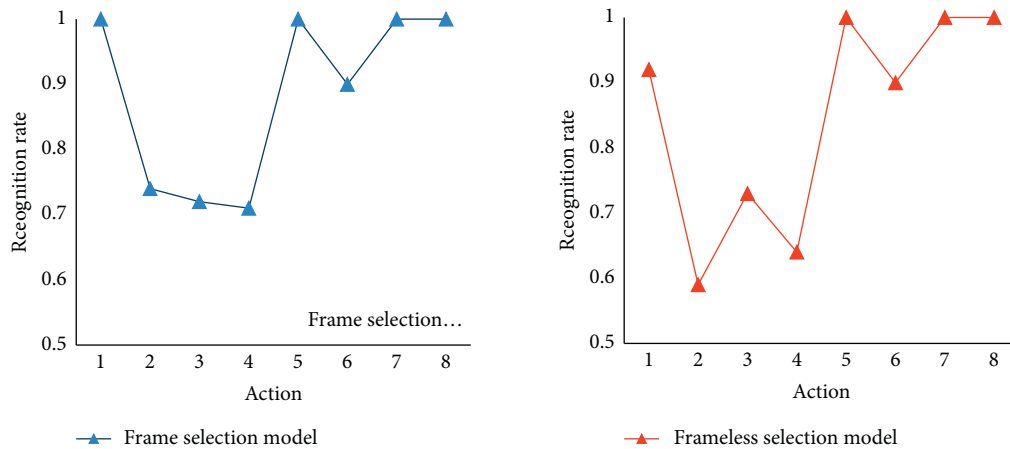 Rceognition rate
1
0.9
0.8
0.7
0.6
0.5
Frame selection…
1 2 3 4 5 6 7 8
Action
Frame selection model
Rceognition rate
1
0.9
0.8
0.7
0.6
0.5
1 2 3 4 5 6 7 8
Action
Frameless selection model